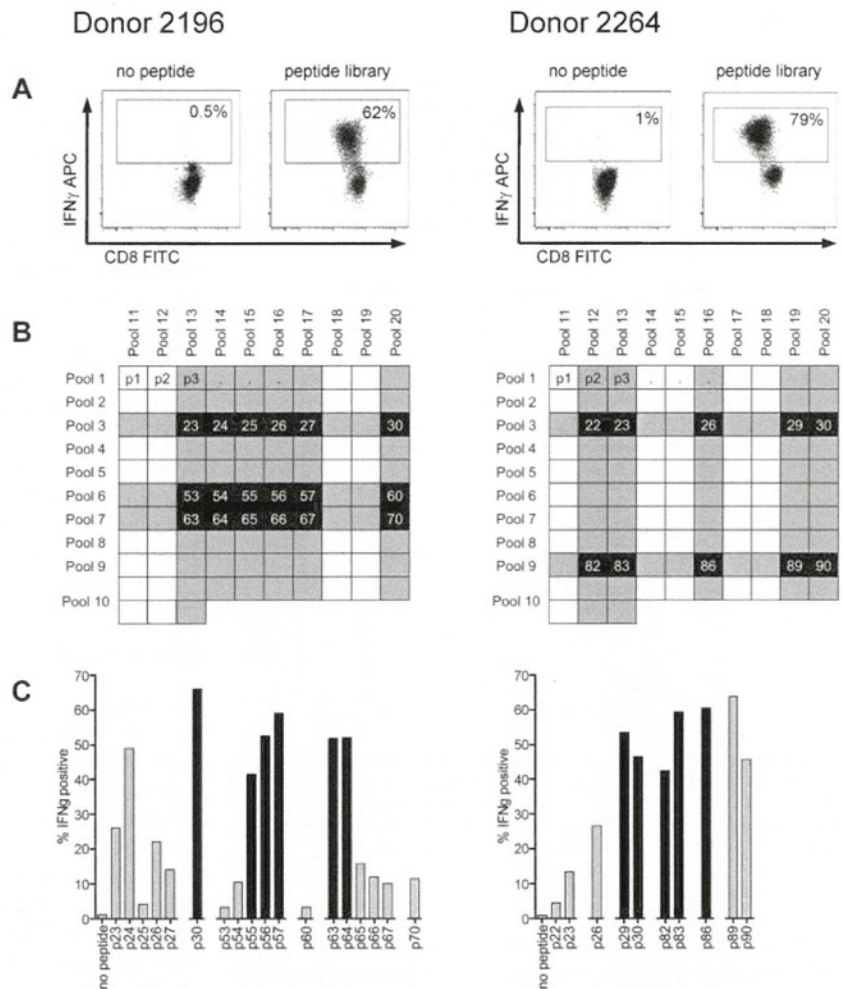 Donor 2196
Donor 2264
A
no peptide
peptide library
no peptide
peptide library
0.5%
62%
1%
79%
IFNγ APC
CD8 FITC
IFNγ APC
CD8 FITC
B
Pool 11
Pool 12
Pool 13
Pool 14
Pool 15
Pool 16
Pool 17
Pool 18
Pool 19
Pool 20
Pool 1 p1 p2 p3 . . .
Pool 2
Pool 3 23 24 25 26 27 30
Pool 4
Pool 5
Pool 6 53 54 55 56 57 60
Pool 7 63 64 65 66 67 70
Pool 8
Pool 9
Pool 10
Pool 11
Pool 12
Pool 13
Pool 14
Pool 15
Pool 16
Pool 17
Pool 18
Pool 19
Pool 20
Pool 1 p1 p2 p3 . . .
Pool 2
Pool 3 22 23 26 29 30
Pool 4
Pool 5
Pool 6
Pool 7
Pool 8
Pool 9 82 83 86 89 90
Pool 10
C
% IFNg positive
70
60
50
40
30
20
10
0
no peptide
p23
p24
p25
p26
p27
p30
p53
p54
p55
p56
p57
p60
p63
p64
p65
p66
p67
p70
% IFNg positive
70
60
50
40
30
20
10
0
no peptide
p22
p23
p26
p29
p30
p82
p83
p86
p89
p90